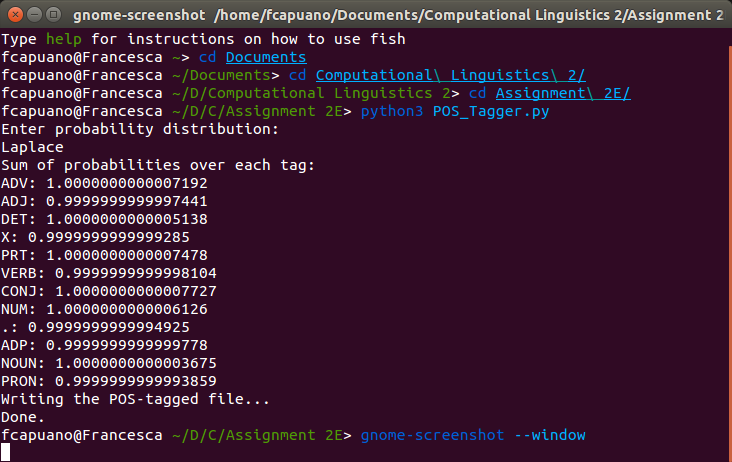 gnome-screenshot /home/fcapuano/Documents/Computational Linguistics 2/Assignment 2
Type help for instructions on how to use fish
fcapuano@Francesca ~> cd Documents
fcapuano@Francesca ~/Documents> cd Computational\ Linguistics\ 2/
fcapuano@Francesca ~/D/Computational Linguistics 2> cd Assignment\ 2E/
fcapuano@Francesca ~/D/C/Assignment 2E> python3 POS_Tagger.py
Enter probability distribution:
Laplace
Sum of probabilities over each tag:
ADV: 1.0000000000007192
ADJ: 0.9999999999997441
DET: 1.0000000000005138
X: 0.9999999999999285
PRT: 1.0000000000007478
VERB: 0.9999999999998104
CONJ: 1.0000000000007727
NUM: 1.0000000000006126
.: 0.9999999999994925
ADP: 0.9999999999999778
NOUN: 1.0000000000003675
PRON: 0.9999999999993859
Writing the POS-tagged file...
Done.
fcapuano@Francesca ~/D/C/Assignment 2E> gnome-screenshot --window